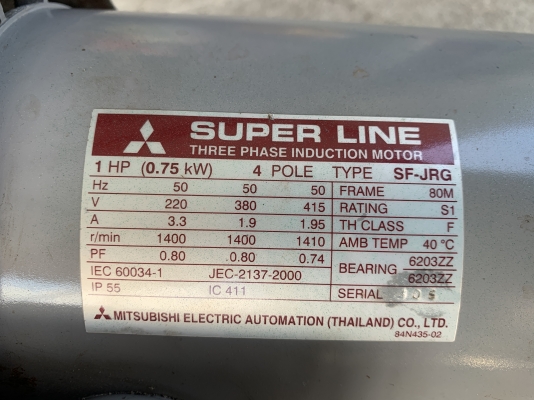 SUPER LINE
THREE PHASE INDUCTION MOTOR
1 HP (0.75 kW) 4 POLE TYPE SF-JRG
Hz 50 50 50 FRAME 80M
V 220 380 415 RATING S1
A 3.3 1.9 1.95 TH CLASS F
r/min 1400 1400 1410 AMB TEMP 40 °C
PF 0.80 0.80 0.74 BEARING 6203ZZ
6203ZZ
IEC 60034-1 JEC-2137-2000
IP 55 IC 411 SERIAL
MITSUBISHI ELECTRIC AUTOMATION (THAILAND) CO., LTD.
84N435-02